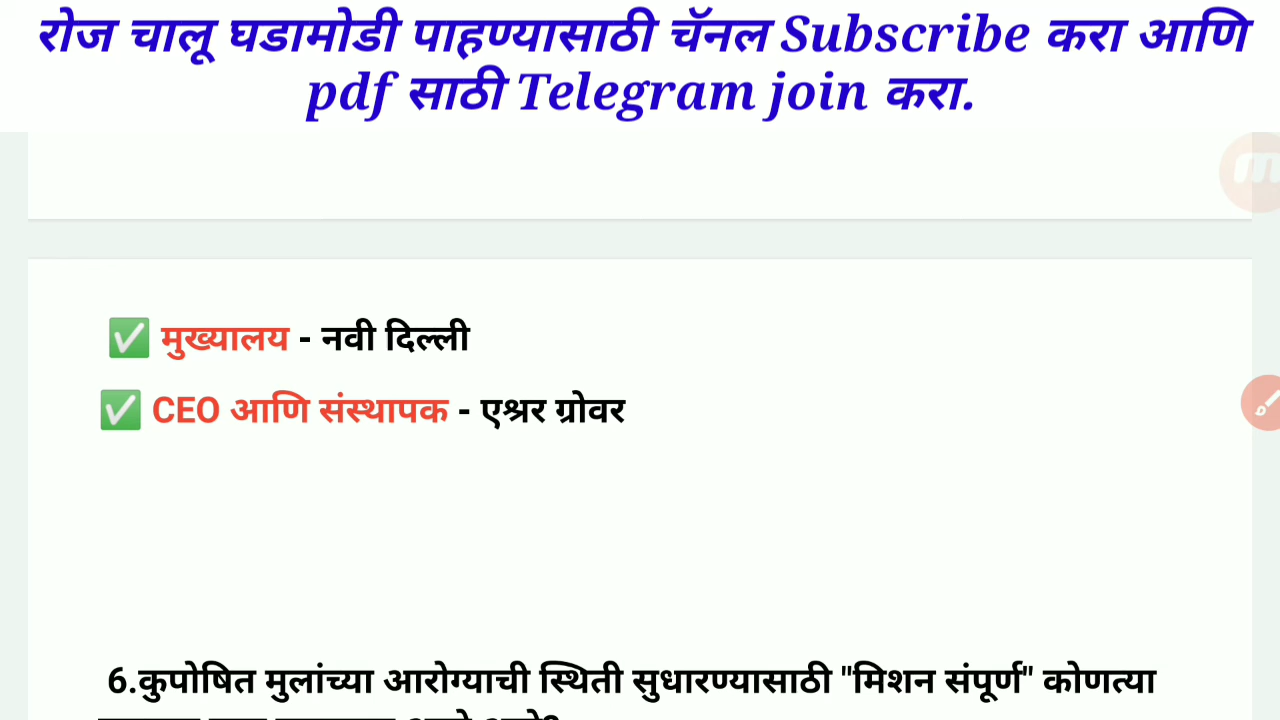 रोज चालू घडामोडी पाहण्यासाठी चॅनल Subscribe करा आणि
pdf साठी Telegram join करा.
✅ मुख्यालय - नवी दिल्ली
✅ CEO आणि संस्थापक - एश्रर ग्रोवर
6.कुपोषित मुलांच्या आरोग्याची स्थिती सुधारण्यासाठी "मिशन संपूर्ण" कोणत्या